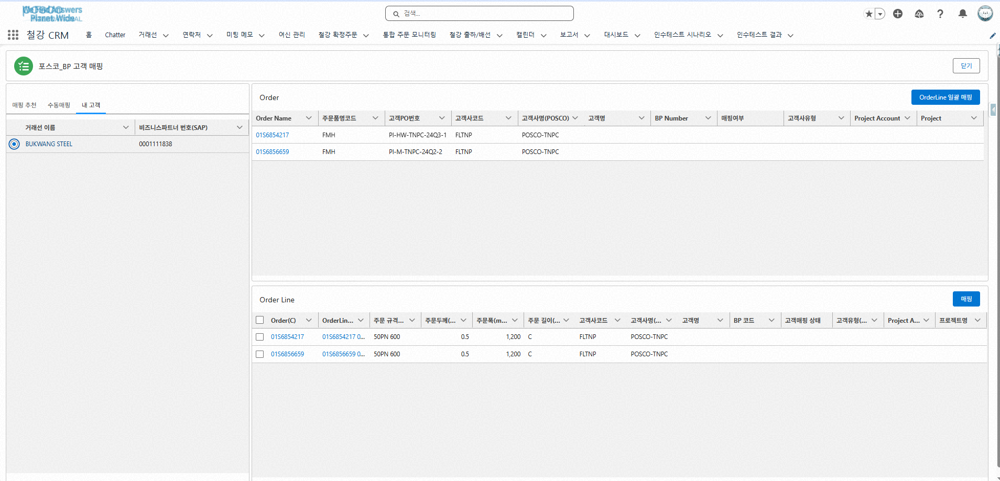 We Find Answers
Planet Wide
검색...
철강 CRM
홈
Chatter
거래선
연락처
미팅 메모
여신 관리
철강 확정주문
통합 주문 모니터링
철강 출하/배선
캘린더
보고서
대시보드
인수테스트 시나리오
인수테스트 결과
포스코_BP 고객 매핑
닫기
매핑 추천
수동매핑
내 고객
거래선 이름
비즈니스파트너 번호(SAP)
BUKWANG STEEL
0001111838
Order
OrderLine 일괄 매핑
Order Name
주문품명코드
고객PO번호
고객사코드
고객사명(POSCO)
고객명
BP Number
매핑여부
고객사유형
Project Account
Project
01S6854217
FMH
PI-HW-TNPC-24Q3-1
FLTNP
POSCO-TNPC
01S6856659
FMH
PI-M-TNPC-24Q2-2
FLTNP
POSCO-TNPC
Order Line
매핑
Order(C)
OrderLin...
주문 규격...
주문두께(...
주문폭(m...
주문 길이(...
고객사코드
고객사명(...
고객명
BP 코드
고객매핑 상태
고객유형(...
Project A...
프로젝트명
01S6854217
01S6854217 0...
50PN 600
0.5
1,200
C
FLTNP
POSCO-TNPC
01S6856659
01S6856659 0...
50PN 600
0.5
1,200
C
FLTNP
POSCO-TNPC